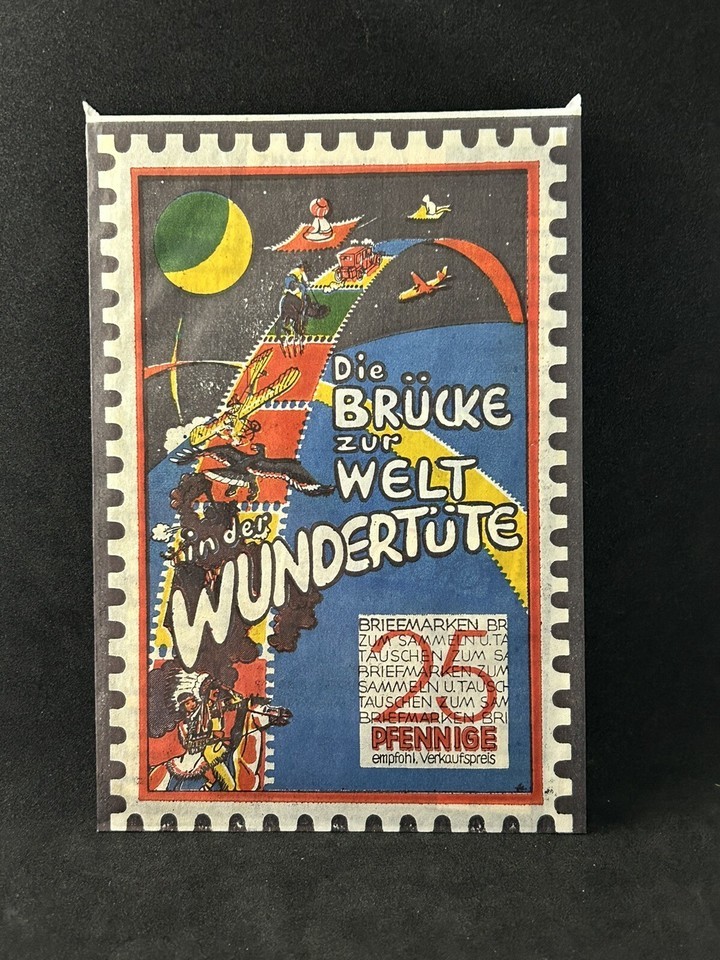 Die
BRÜCKE
zur
WELT
in der
WUNDERTÜTE
BRIEFMARKEN BR
ZUM SAMMELN U. TA
TAUSCHEN ZUM SA
BRIEFMARKEN ZUM
SAMMELN U. TAUSCH
TAUSCHEN ZUM SAM
BRIEFMARKEN BRI
25
PFENNIGE
empfohl. Verkaufspreis